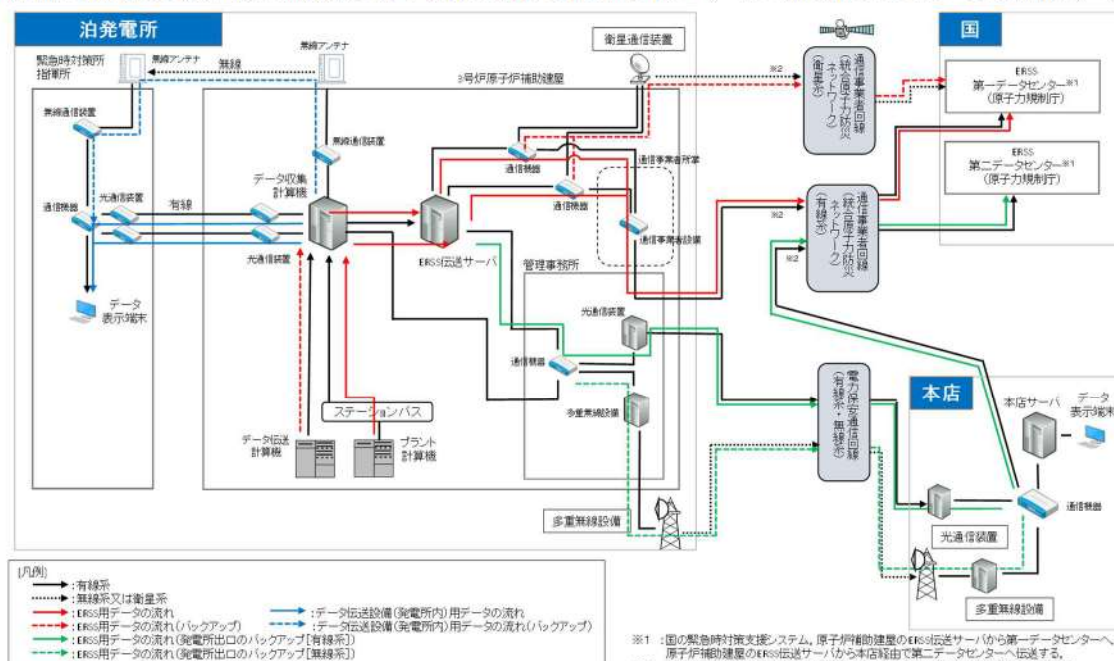 泊発電所
国
緊急時対策所
指揮所
無線アンテナ
無線
無線アンテナ
3号炉原子炉補助建屋
衛星通信装置
※2
通信事業者回線
(統合原子力防災
ネットワーク)
(衛星系)
ERSS
第一データセンター※1
(原子力規制庁)
ERSS
第二データセンター※1
(原子力規制庁)
無線通信装置
無線通信装置
データ収集
計算機
通信機器
通信事業者所掌
通信機器
通信機器
光通信装置
有線
光通信装置
ERSS伝送サーバ
通信事業者設備
※2
※2
通信事業者回線
(統合原子力防災
ネットワーク)
(有線系)
管理事務所
データ
表示端末
光通信装置
通信機器
多重無線設備
電力保安通信回線
(有線系・無線系)
ステーションバス
データ伝送
計算機
プラント
計算機
多重無線設備
本店
本店サーバ
データ
表示端末
通信機器
光通信装置
多重無線設備
[凡例]
:有線系
:無線系又は衛星系
:ERSS用データの流れ
:データ伝送設備(発電所内)用データの流れ
:ERSS用データの流れ(バックアップ)
:データ伝送設備(発電所内)用データの流れ(バックアップ)
:ERSS用データの流れ(発電所出口のバックアップ[有線系])
:ERSS用データの流れ(発電所出口のバックアップ[無線系])
※1 :国の緊急時対策支援システム。原子炉補助建屋のERSS伝送サーバから第一データセンターへ、
原子炉補助建屋のERSS伝送サーバから本店経由で第二データセンターへ伝送する。